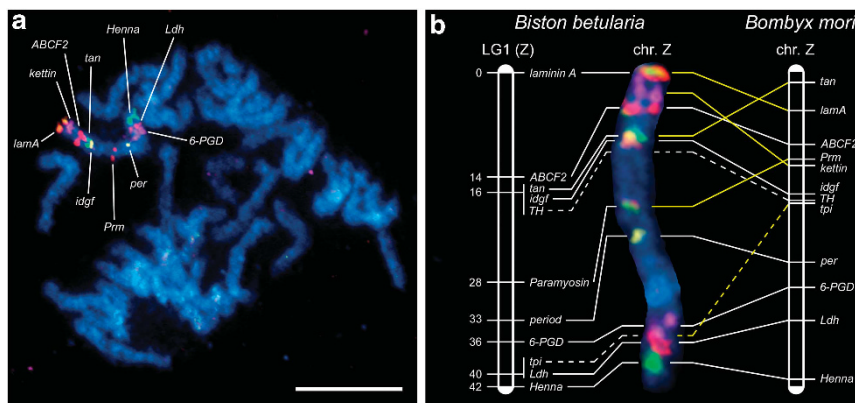 a
Henna
Ldh
ABCF2
tan
kettin
lamA
6-PGD
idgf
per
Prm
b
Biston betularia
Bombyx mori
LG1 (Z)
chr. Z
chr. Z
0
laminin A
tan
lamA
ABCF2
Prm
kettin
14
ABCF2
16
tan
idgf
TH
idgf
TH
tpi
per
28
Paramyosin
6-PGD
33
period
Ldh
36
6-PGD
tpi
40
Ldh
42
Henna
Henna